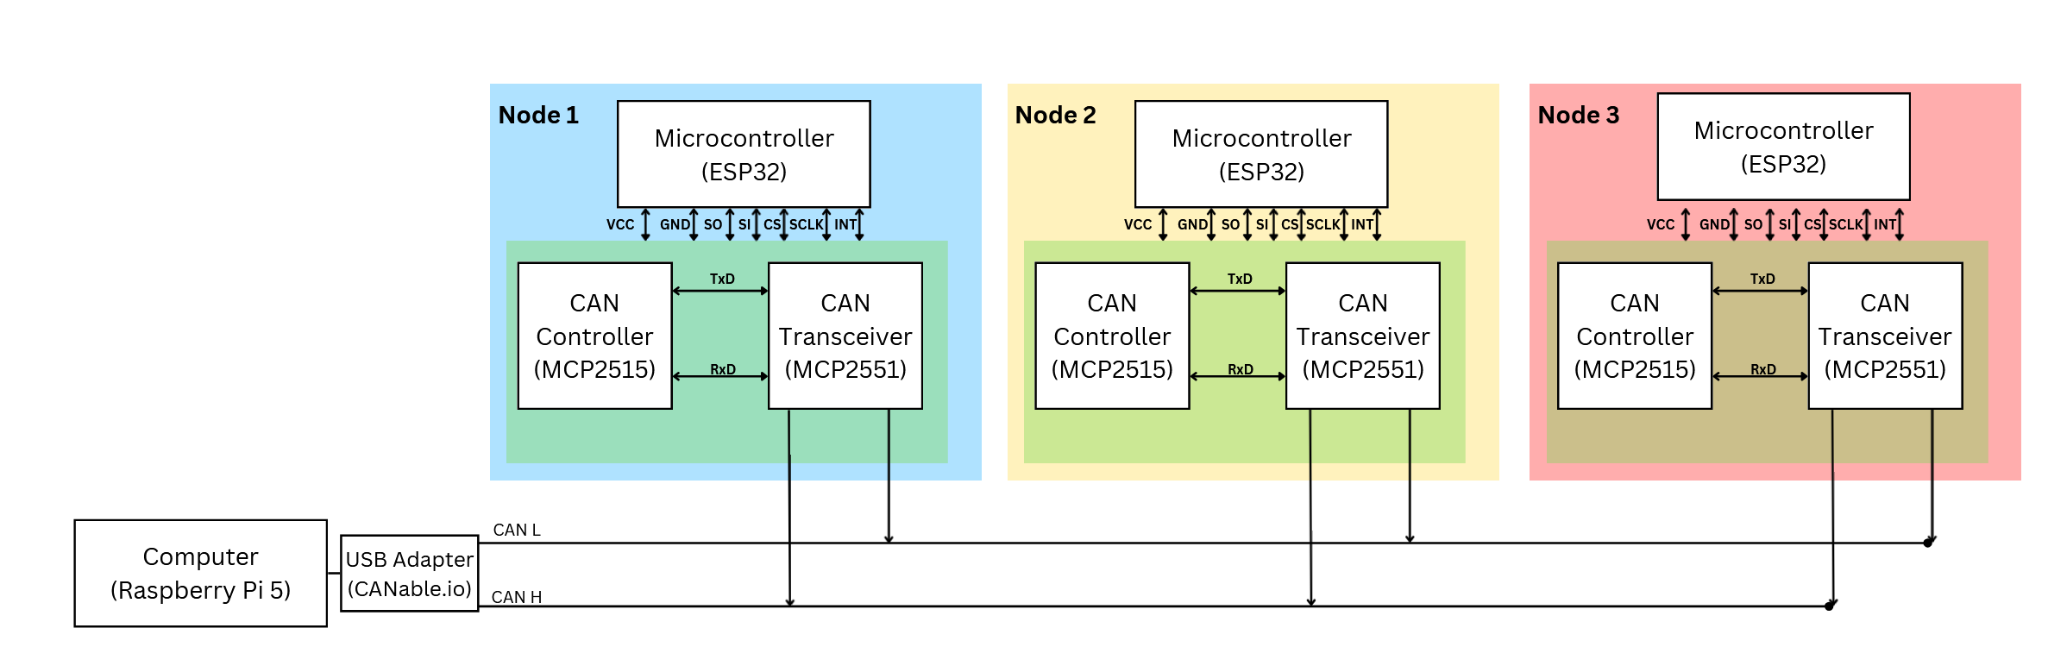 Node 1
Microcontroller
(ESP32)
VCC GND SO SI CS SCLK INT
CAN
Controller
(MCP2515)
TxD
RxD
CAN
Transceiver
(MCP2551)
Node 2
Microcontroller
(ESP32)
VCC GND SO SI CS SCLK INT
CAN
Controller
(MCP2515)
TxD
RxD
CAN
Transceiver
(MCP2551)
Node 3
Microcontroller
(ESP32)
VCC GND SO SI CS SCLK INT
CAN
Controller
(MCP2515)
TxD
RxD
CAN
Transceiver
(MCP2551)
Computer
(Raspberry Pi 5)
USB Adapter
(CANable.io)
CAN L
CAN H